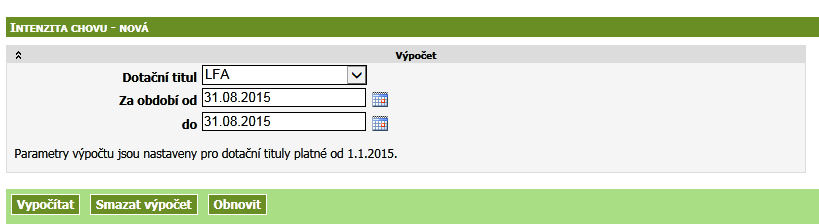 INTENZITA CHOVU - NOVÁ
Výpočet
Dotační titul LFA
Za období od 31.08.2015
do 31.08.2015
Parametry výpočtu jsou nastaveny pro dotační tituly platné od 1.1.2015.
Vypočítat Smazat výpočet Obnovit